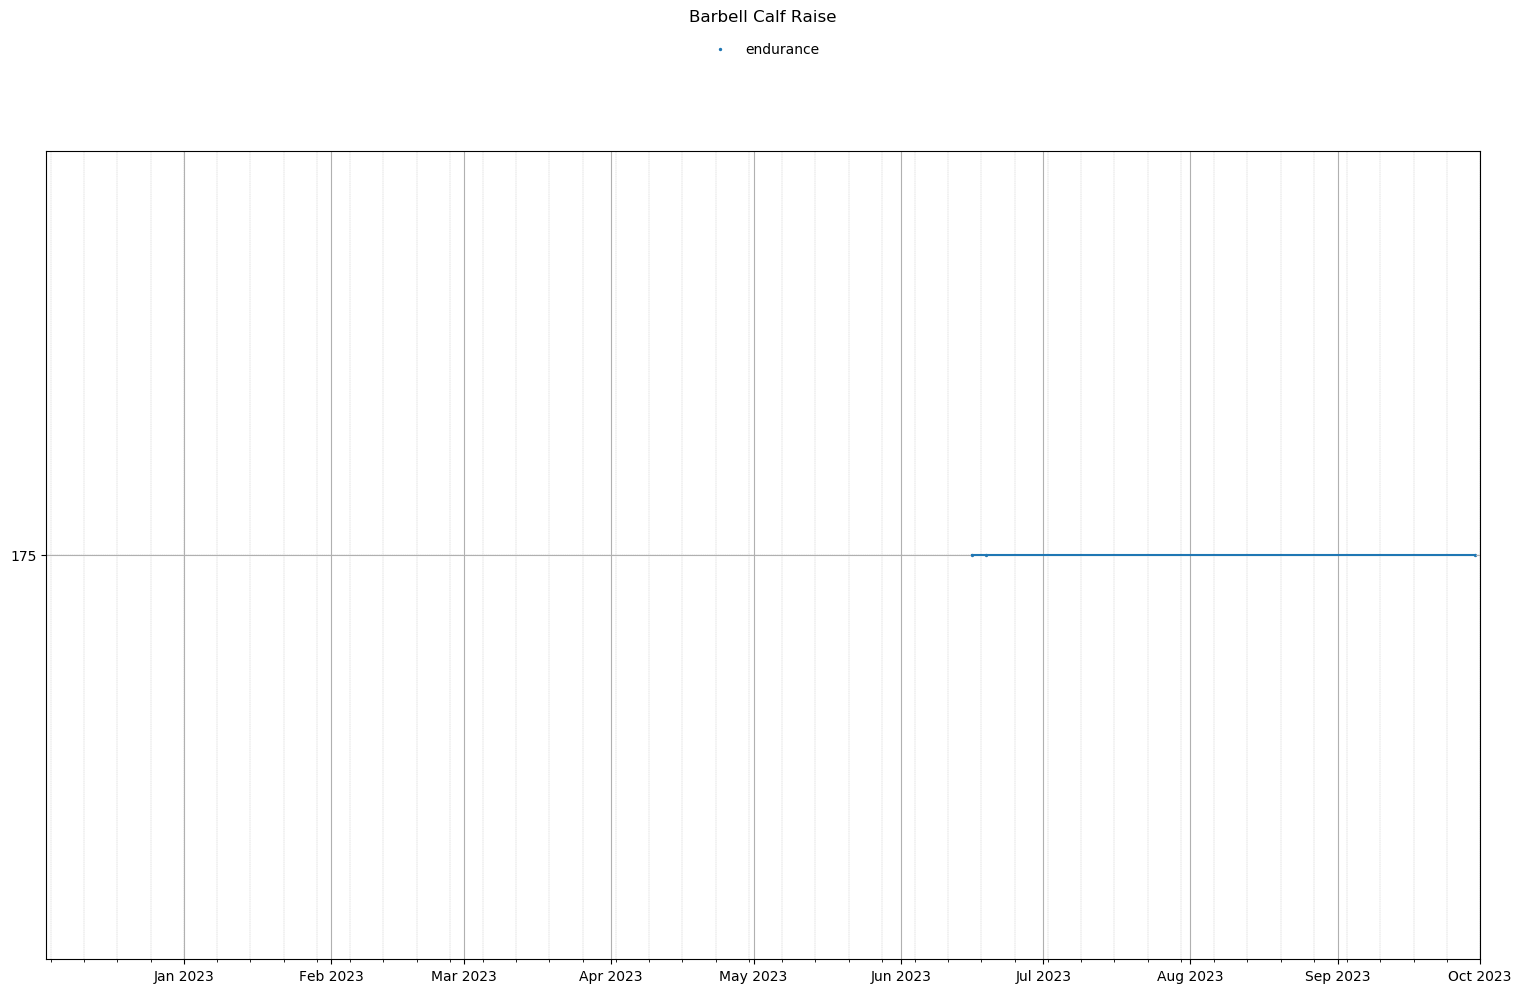 Barbell Calf Raise
endurance
175
Jan 2023
Feb 2023
Mar 2023
Apr 2023
May 2023
Jun 2023
Jul 2023
Aug 2023
Sep 2023
Oct 2023